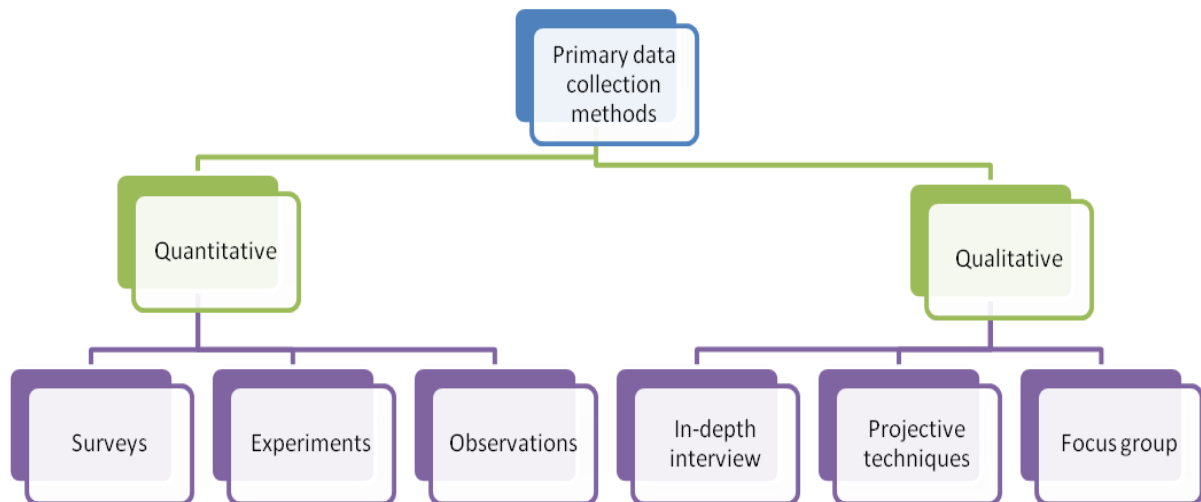 Primary data
collection
methods
Quantitative
Qualitative
Surveys
Experiments
Observations
In-depth
interview
Projective
techniques
Focus group